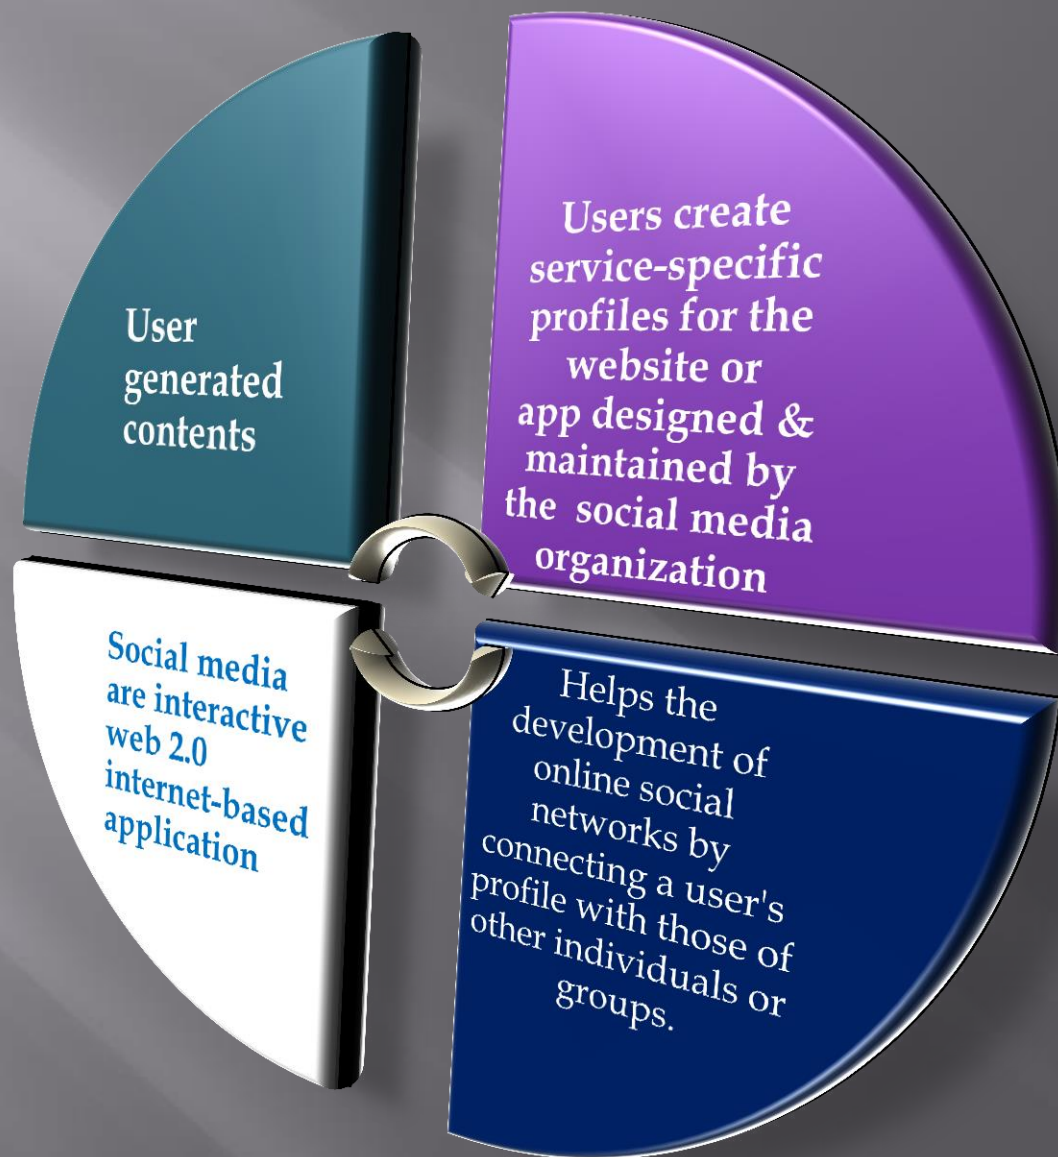 User
generated
contents
Users create
service-specific
profiles for the
website or
app designed &
maintained by
the social media
organization
Social media
are interactive
web 2.0
internet-based
application
Helps the
development of
online social
networks by
connecting a user's
profile with those of
other individuals or
groups.